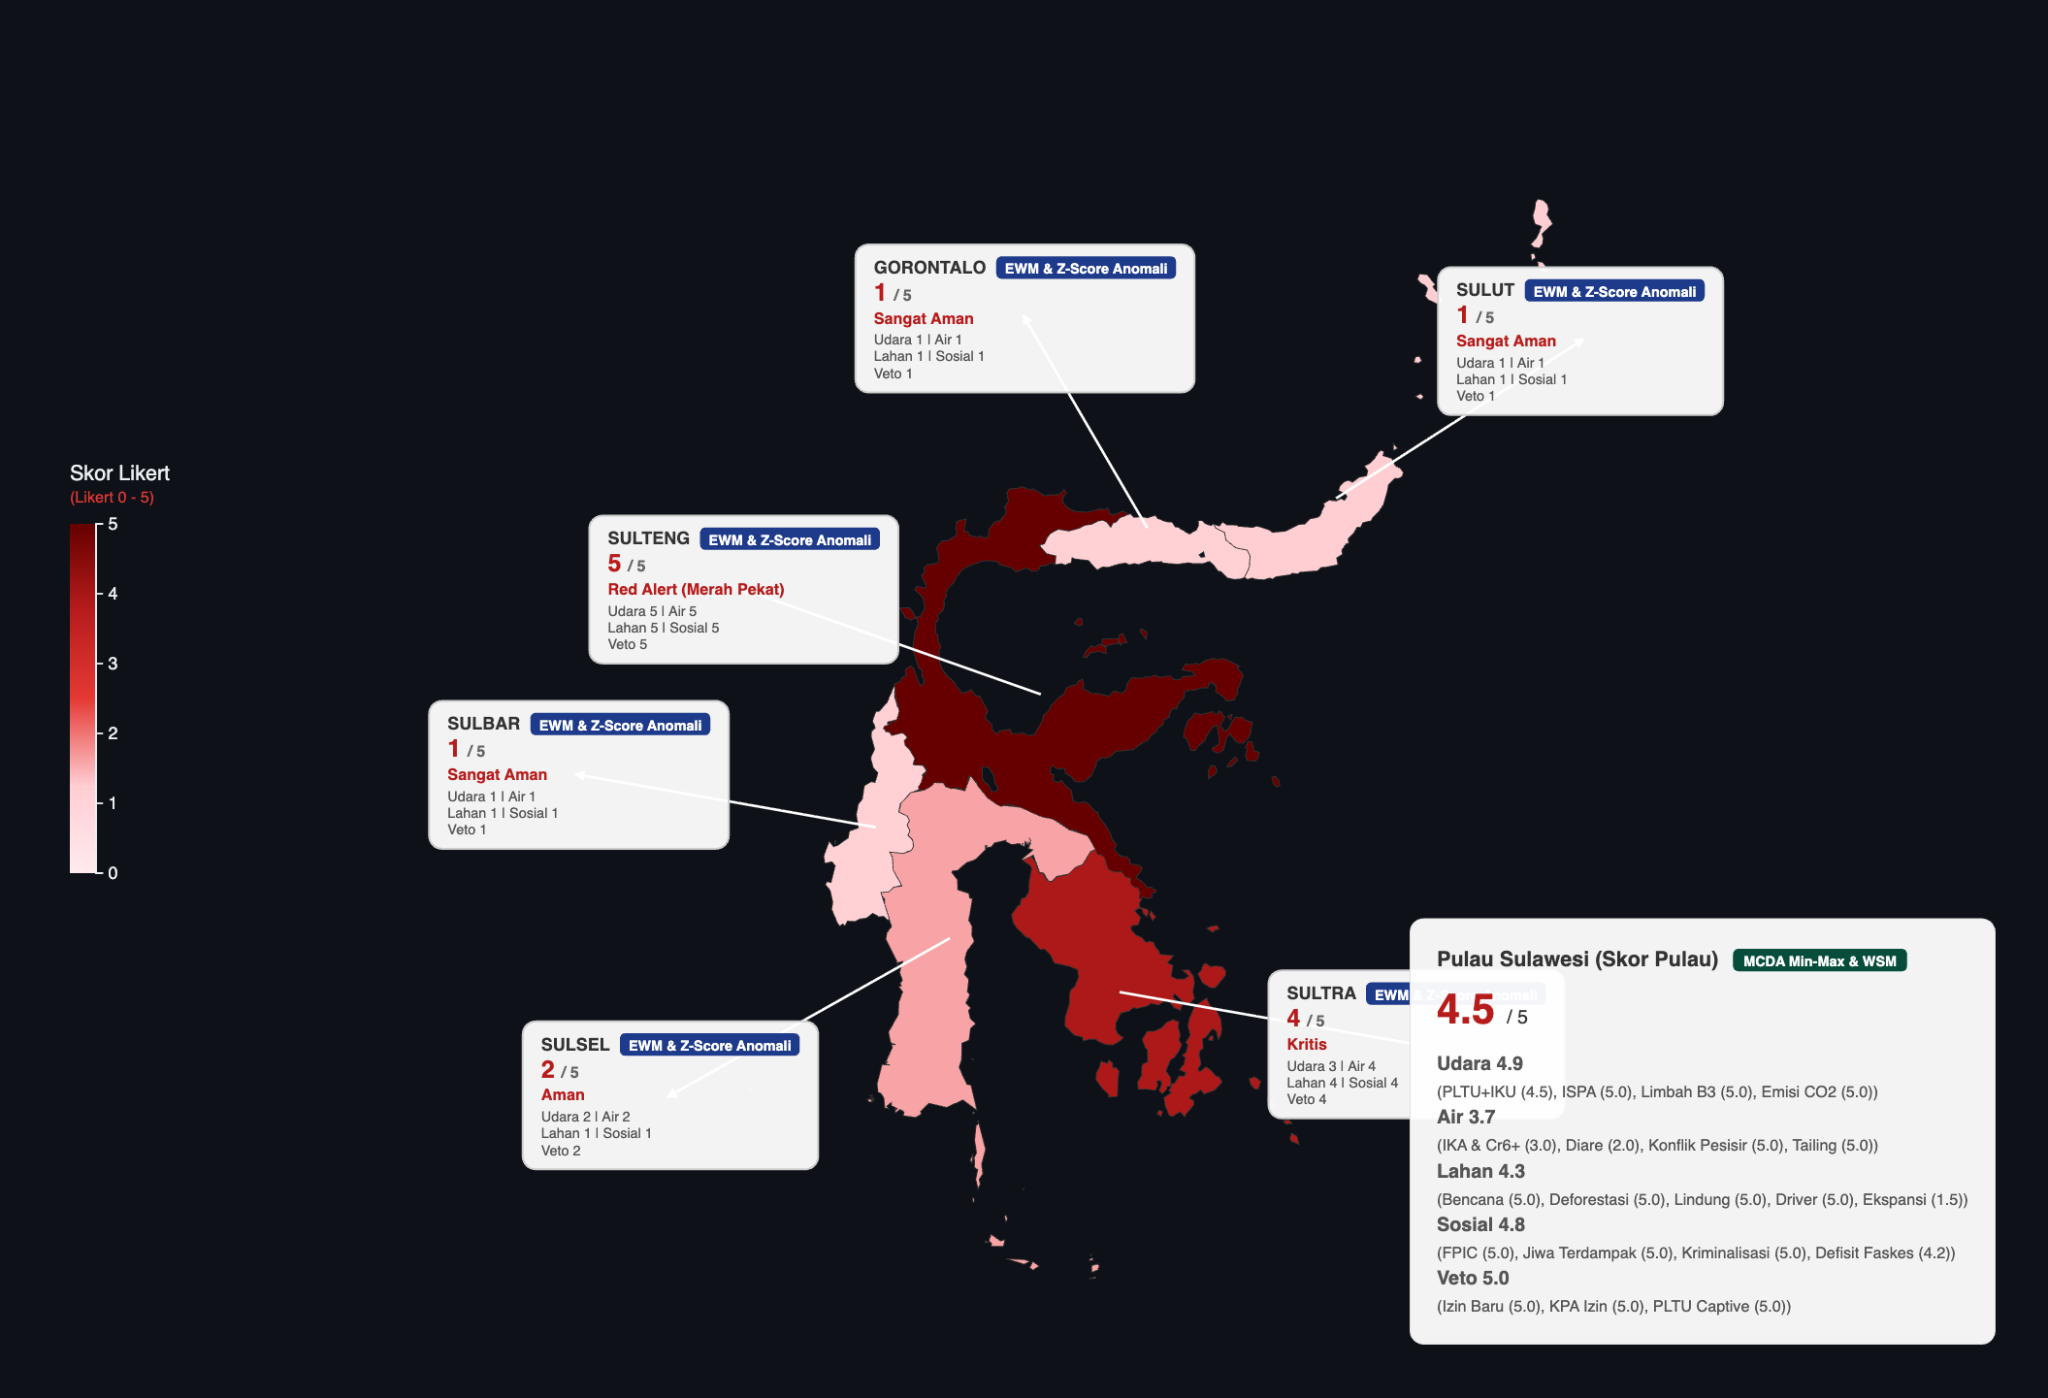 GORONTALO EWM & Z-Score Anomali
1 / 5
Sangat Aman
Udara 1 | Air 1
Lahan 1 | Sosial 1
Veto 1
SULUT EWM & Z-Score Anomali
1 / 5
Sangat Aman
Udara 1 | Air 1
Lahan 1 | Sosial 1
Veto 1
Skor Likert
(Likert 0 - 5)
5
4
3
2
1
0
SULTENG EWM & Z-Score Anomali
5 / 5
Red Alert (Merah Pekat)
Udara 5 | Air 5
Lahan 5 | Sosial 5
Veto 5
SULBAR EWM & Z-Score Anomali
1 / 5
Sangat Aman
Udara 1 | Air 1
Lahan 1 | Sosial 1
Veto 1
SULSEL EWM & Z-Score Anomali
2 / 5
Aman
Udara 2 | Air 2
Lahan 1 | Sosial 1
Veto 2
SULTRA EWM & Z-Score Anomali
4 / 5
Kritis
Udara 3 | Air 4
Lahan 4 | Sosial 4
Veto 4
Pulau Sulawesi (Skor Pulau) MCDA Min-Max & WSM
4.5 / 5
Udara 4.9
(PLTU+IKU (4.5), ISPA (5.0), Limbah B3 (5.0), Emisi CO2 (5.0))
Air 3.7
(IKA & Cr6+ (3.0), Diare (2.0), Konflik Pesisir (5.0), Tailing (5.0))
Lahan 4.3
(Bencana (5.0), Deforestasi (5.0), Lindung (5.0), Driver (5.0), Ekspansi (1.5))
Sosial 4.8
(FPIC (5.0), Jiwa Terdampak (5.0), Kriminalisasi (5.0), Defisit Faskes (4.2))
Veto 5.0
(Izin Baru (5.0), KPA Izin (5.0), PLTU Captive (5.0))